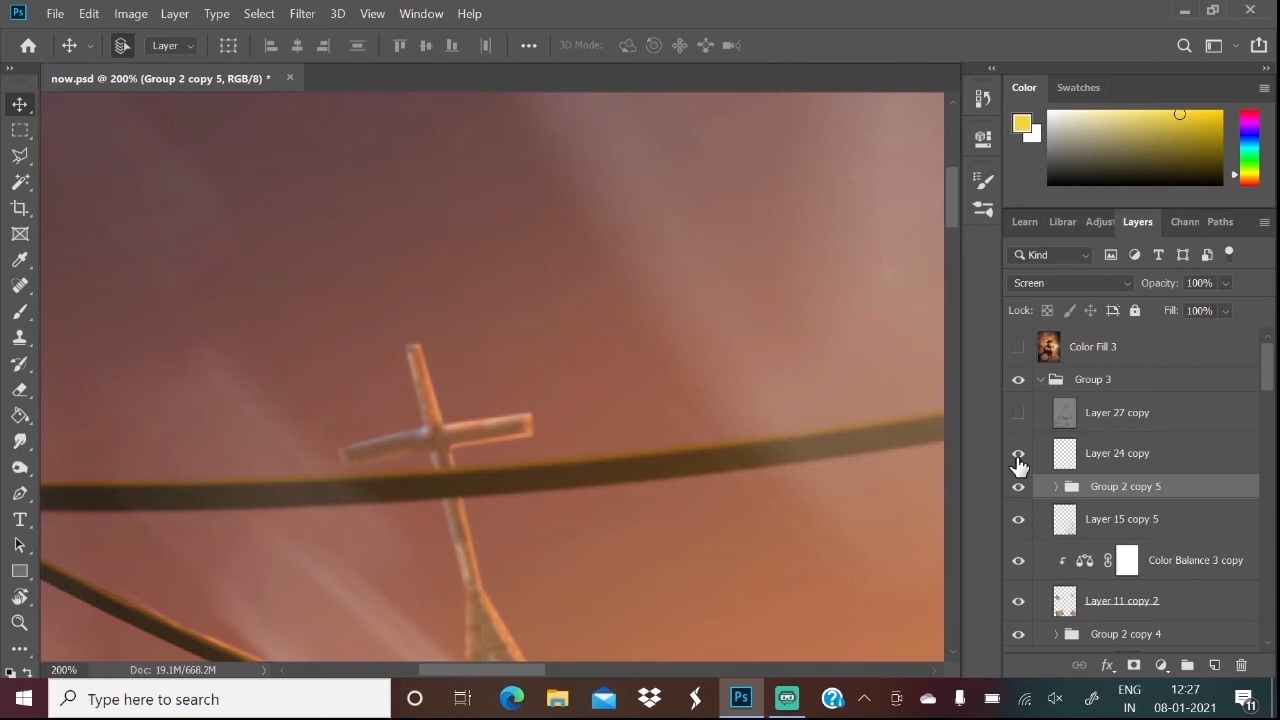 Ps File Edit Image Layer Type Select Filter 3D View Window Help
Layer 3D Mode:
now.psd @ 200% (Group 2 copy 5, RGB/8) *
Color Swatches
Learn Librar Adjust Layers Chann Paths
Kind
Screen Opacity: 100%
Lock: Fill: 100%
Color Fill 3
Group 3
Layer 27 copy
Layer 24 copy
Group 2 copy 5
Layer 15 copy 5
Color Balance 3 copy
Layer 11 copy 2
Group 2 copy 4
200% Doc: 19.1M/668.2M
Type here to search
Ps
ENG 12:27
IN 08-01-2021
11